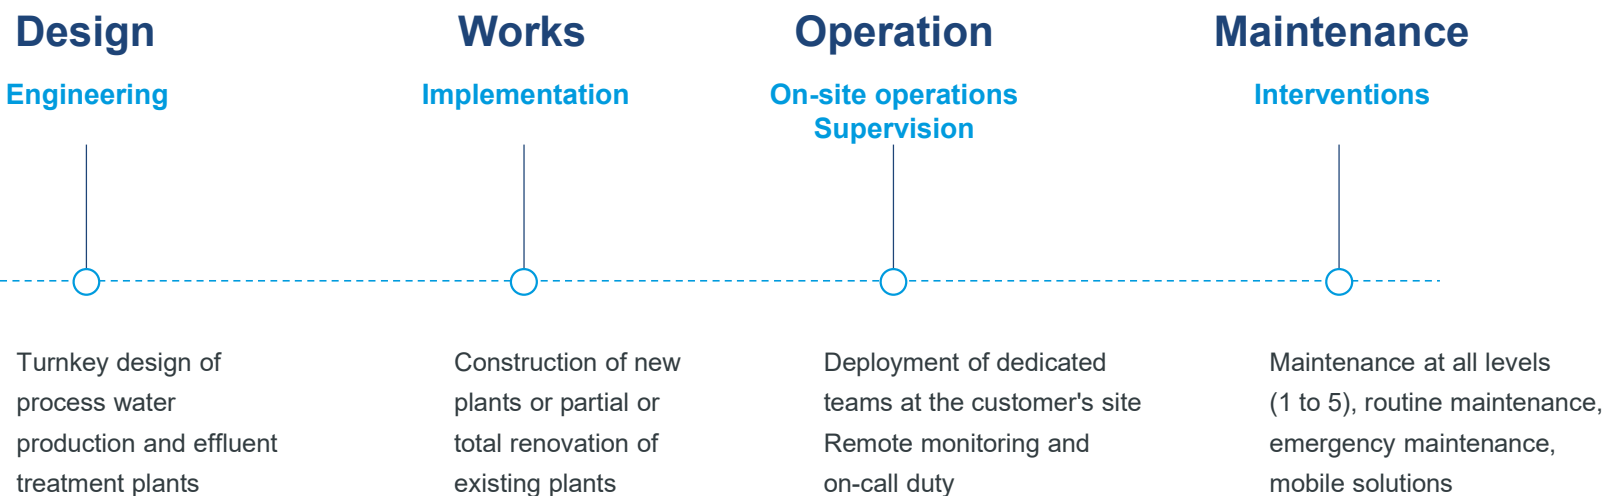 Design
Engineering
Turnkey design of
process water
production and effluent
treatment plants
Works
Implementation
Construction of new
plants or partial or
total renovation of
existing plants
Operation
On-site operations
Supervision
Deployment of dedicated
teams at the customer's site
Remote monitoring and
on-call duty
Maintenance
Interventions
Maintenance at all levels
(1 to 5), routine maintenance,
emergency maintenance,
mobile solutions